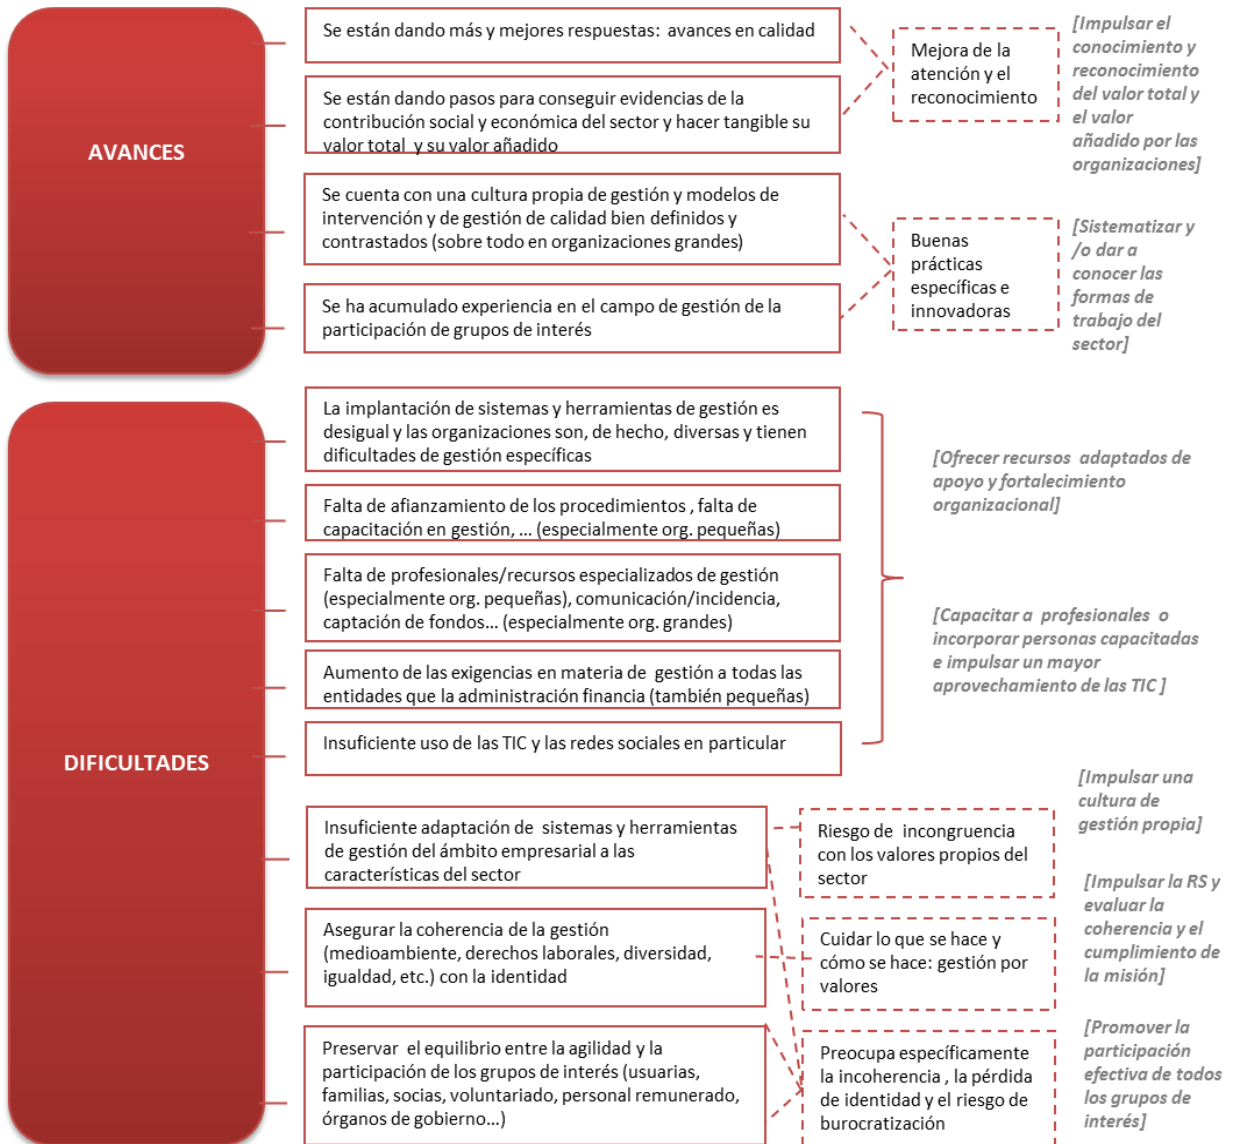 AVANCES
Se están dando más y mejores respuestas: avances en calidad
Se están dando pasos para conseguir evidencias de la
contribución social y económica del sector y hacer tangible su
valor total y su valor añadido
Mejora de la
atención y el
reconocimiento
[Impulsar el
conocimiento y
reconocimiento
del valor total y
el valor
añadido por las
organizaciones]
Se cuenta con una cultura propia de gestión y modelos de
intervención y de gestión de calidad bien definidos y
contrastados (sobre todo en organizaciones grandes)
Se ha acumulado experiencia en el campo de gestión de la
participación de grupos de interés
Buenas
prácticas
específicas e
innovadoras
[Sistematizar y
/o dar a
conocer las
formas de
trabajo del
sector]
DIFICULTADES
La implantación de sistemas y herramientas de gestión es
desigual y las organizaciones son, de hecho, diversas y tienen
dificultades de gestión específicas
Falta de afianzamiento de los procedimientos , falta de
capacitación en gestión, ... (especialmente org. pequeñas)
Falta de profesionales/recursos especializados de gestión
(especialmente org. pequeñas), comunicación/incidencia,
captación de fondos... (especialmente org. grandes)
Aumento de las exigencias en materia de gestión a todas las
entidades que la administración financia (también pequeñas)
Insuficiente uso de las TIC y las redes sociales en particular
[Ofrecer recursos adaptados de
apoyo y fortalecimiento
organizacional]
[Capacitar a profesionales o
incorporar personas capacitadas
e impulsar un mayor
aprovechamiento de las TIC ]
Insuficiente adaptación de sistemas y herramientas
de gestión del ámbito empresarial a las
características del sector
Riesgo de incongruencia
con los valores propios del
sector
[Impulsar una
cultura de
gestión propia]
Asegurar la coherencia de la gestión
(medioambiente, derechos laborales, diversidad,
igualdad, etc.) con la identidad
Cuidar lo que se hace y
cómo se hace: gestión por
valores
[Impulsar la RS y
evaluar la
coherencia y el
cumplimiento de
la misión]
Preservar el equilibrio entre la agilidad y la
participación de los grupos de interés (usuarias,
familias, socias, voluntariado, personal remunerado,
órganos de gobierno...)
Preocupa específicamente
la incoherencia , la pérdida
de identidad y el riesgo de
burocratización
[Promover la
participación
efectiva de todos
los grupos de
interés]